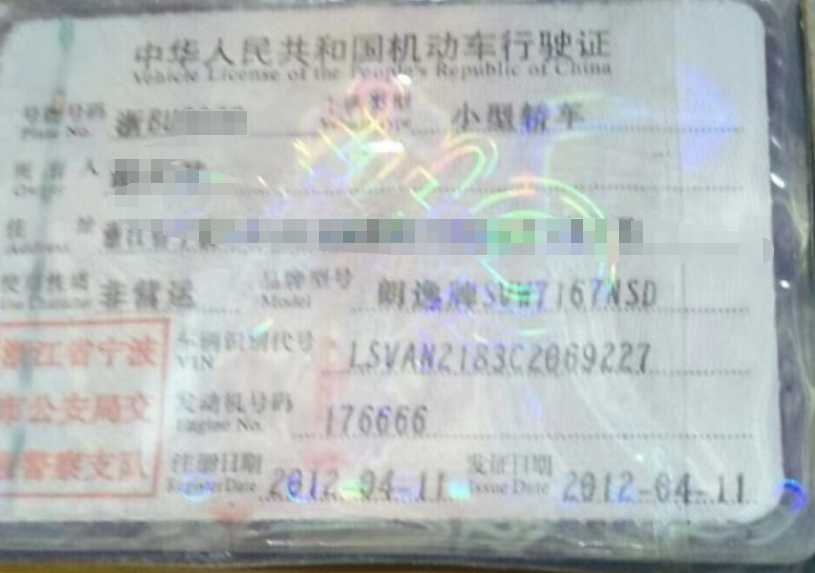 中华人民共和国机动车行驶证
Vehicle License of the People's Republic of China
号牌号码 浙BU 类型 小型轿车
Plate No.
人
Owner
住 址 浙江省宁波
Address
使用性质 非营运 品牌型号 朗逸牌SVW7167NSD
Model
车辆识别代号 LSVAN2183C2069227
VIN
发动机号码 176666
Engine No.
注册日期 2012-04-11 发证日期 2012-04-11
Register Date Issue Date
浙江省宁波
市公安局交
通警察支队